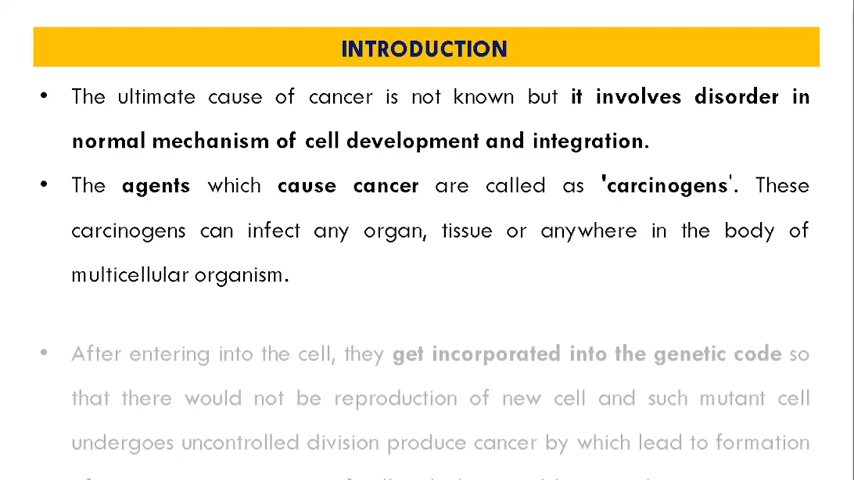 INTRODUCTION
• The ultimate cause of cancer is not known but it involves disorder in
normal mechanism of cell development and integration.
• The agents which cause cancer are called as 'carcinogens'. These
carcinogens can infect any organ, tissue or anywhere in the body of
multicellular organism.
• After entering into the cell, they get incorporated into the genetic code so
that there would not be reproduction of new cell and such mutant cell
undergoes uncontrolled division produce cancer by which lead to formation